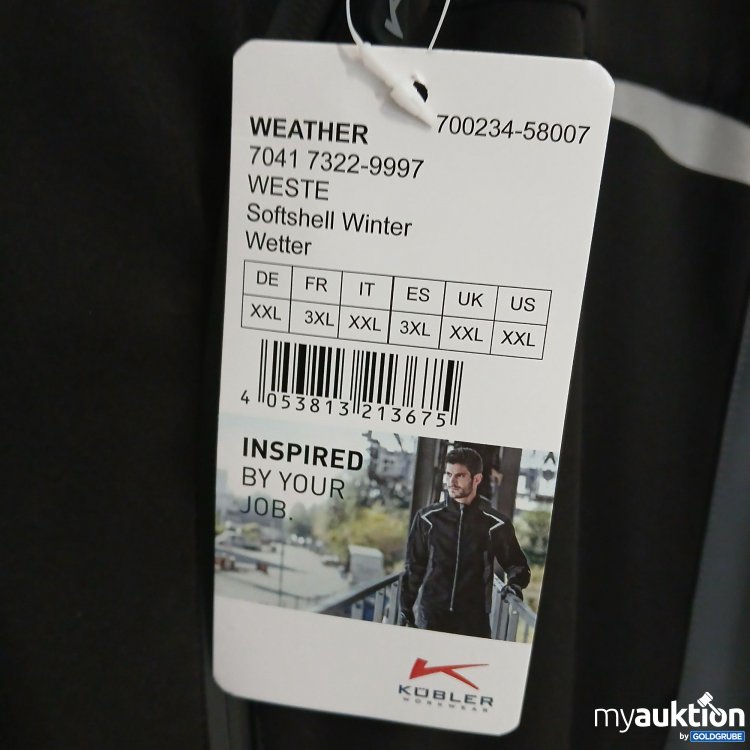 WEATHER 700234-58007
7041 7322-9997
WESTE
Softshell Winter
Wetter
DE FR IT ES UK US
XXL 3XL XXL 3XL XXL XXL
4 053813 213675
INSPIRED
BY YOUR
JOB.
KÜBLER
WORKWEAR
myauktion
by GOLDGRUBE